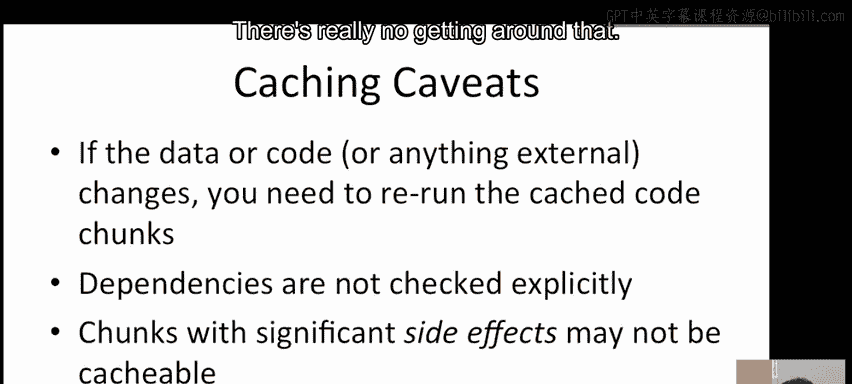 GPT中英字幕课程资源@bilibili.com
There's really no getting around that.
Caching Caveats
• If the data or code (or anything external)
changes, you need to re-run the cached code
chunks
• Dependencies are not checked explicitly
• Chunks with significant side effects may not be
cacheable